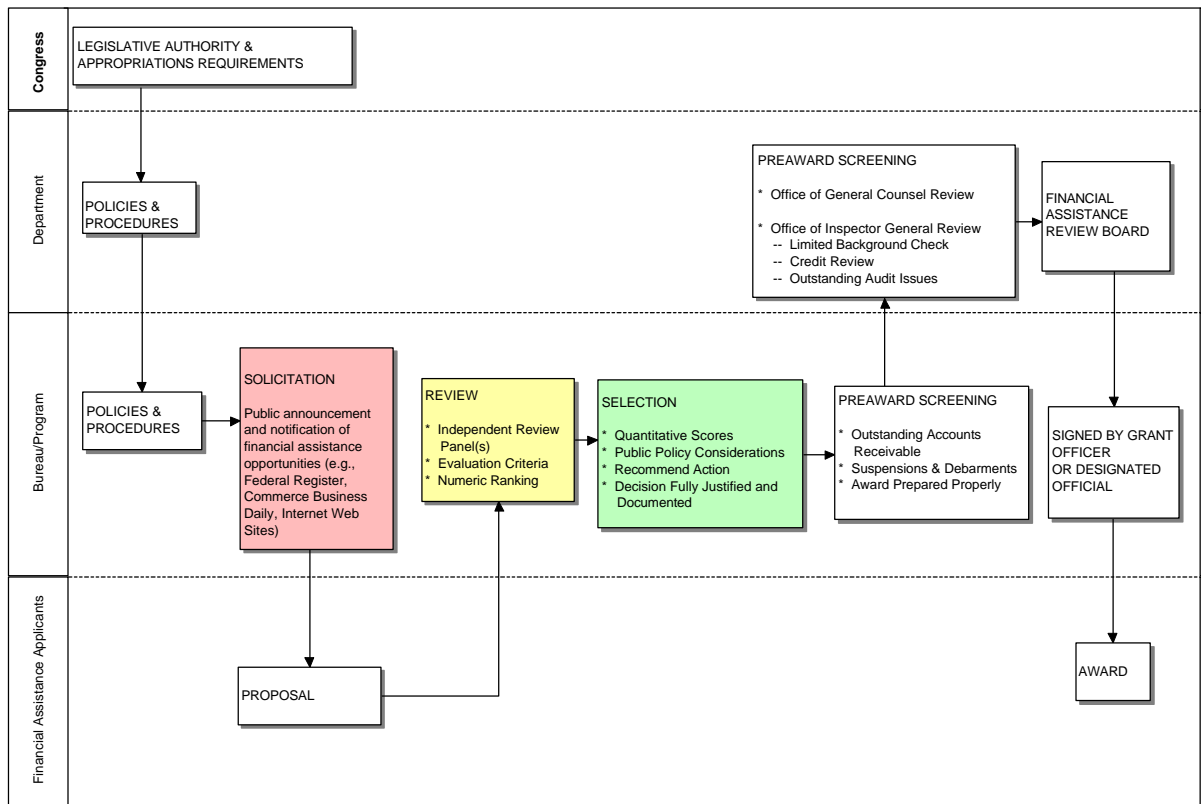 Congress
LEGISLATIVE AUTHORITY &
APPROPRIATIONS REQUIREMENTS
Department
POLICIES &
PROCEDURES
PREAWARD SCREENING
* Office of General Counsel Review
* Office of Inspector General Review
-- Limited Background Check
-- Credit Review
-- Outstanding Audit Issues
FINANCIAL
ASSISTANCE
REVIEW BOARD
Bureau/Program
POLICIES &
PROCEDURES
SOLICITATION
Public announcement
and notification of
financial assistance
opportunities (e.g.,
Federal Register,
Commerce Business
Daily, Internet Web
Sites)
REVIEW
* Independent Review
Panel(s)
* Evaluation Criteria
* Numeric Ranking
SELECTION
* Quantitative Scores
* Public Policy Considerations
* Recommend Action
* Decision Fully Justified and
Documented
PREAWARD SCREENING
* Outstanding Accounts
Receivable
* Suspensions & Debarments
* Award Prepared Properly
SIGNED BY GRANT
OFFICER
OR DESIGNATED
OFFICIAL
Financial Assistance Applicants
PROPOSAL
AWARD